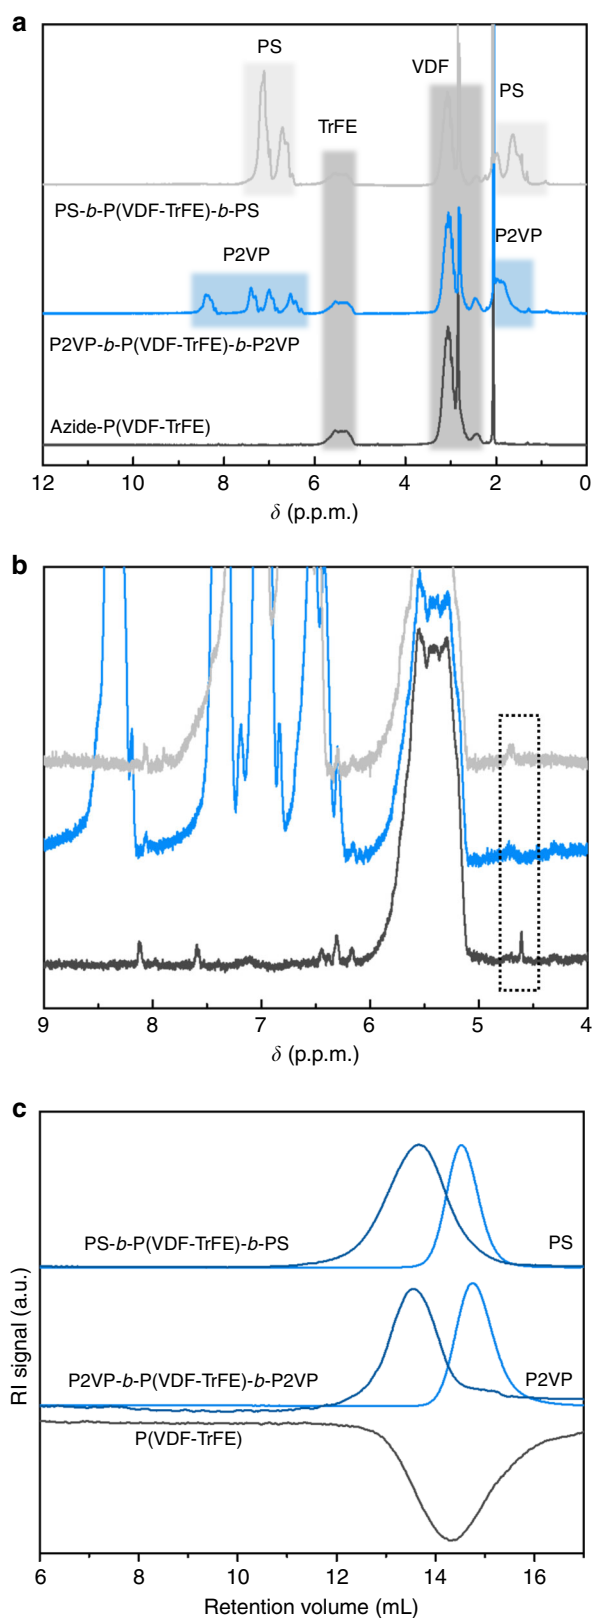 a
PS
VDF
PS
TrFE
PS-b-P(VDF-TrFE)-b-PS
P2VP
P2VP
P2VP-b-P(VDF-TrFE)-b-P2VP
Azide-P(VDF-TrFE)
12 10 8 6 4 2 0
δ (p.p.m.)
b
9 8 7 6 5 4
δ (p.p.m.)
c
PS-b-P(VDF-TrFE)-b-PS PS
P2VP-b-P(VDF-TrFE)-b-P2VP P2VP
P(VDF-TrFE)
RI signal (a.u.)
6 8 10 12 14 16
Retention volume (mL)